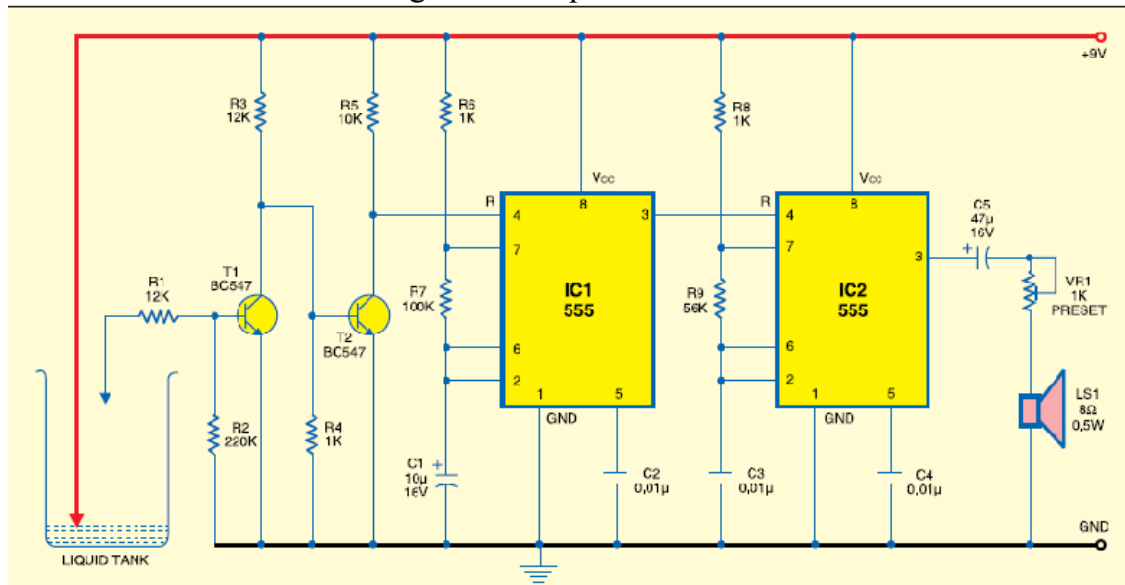 +9V
R3
12K
R5
10K
R6
1K
R8
1K
Vcc
Vcc
R
8
R
8
C5
47µ
16V
4
3
4
7
7
3
R1
12K
T1
BC547
R7
100K
IC1
555
R9
56K
IC2
555
VR1
1K
PRESET
T2
BC547
6
6
2
2
1
5
1
5
LS1
8Ω
0,5W
GND
GND
R2
220K
R4
1K
C1
10µ
16V
C2
0,01µ
C3
0,01µ
C4
0,01µ
GND
LIQUID TANK